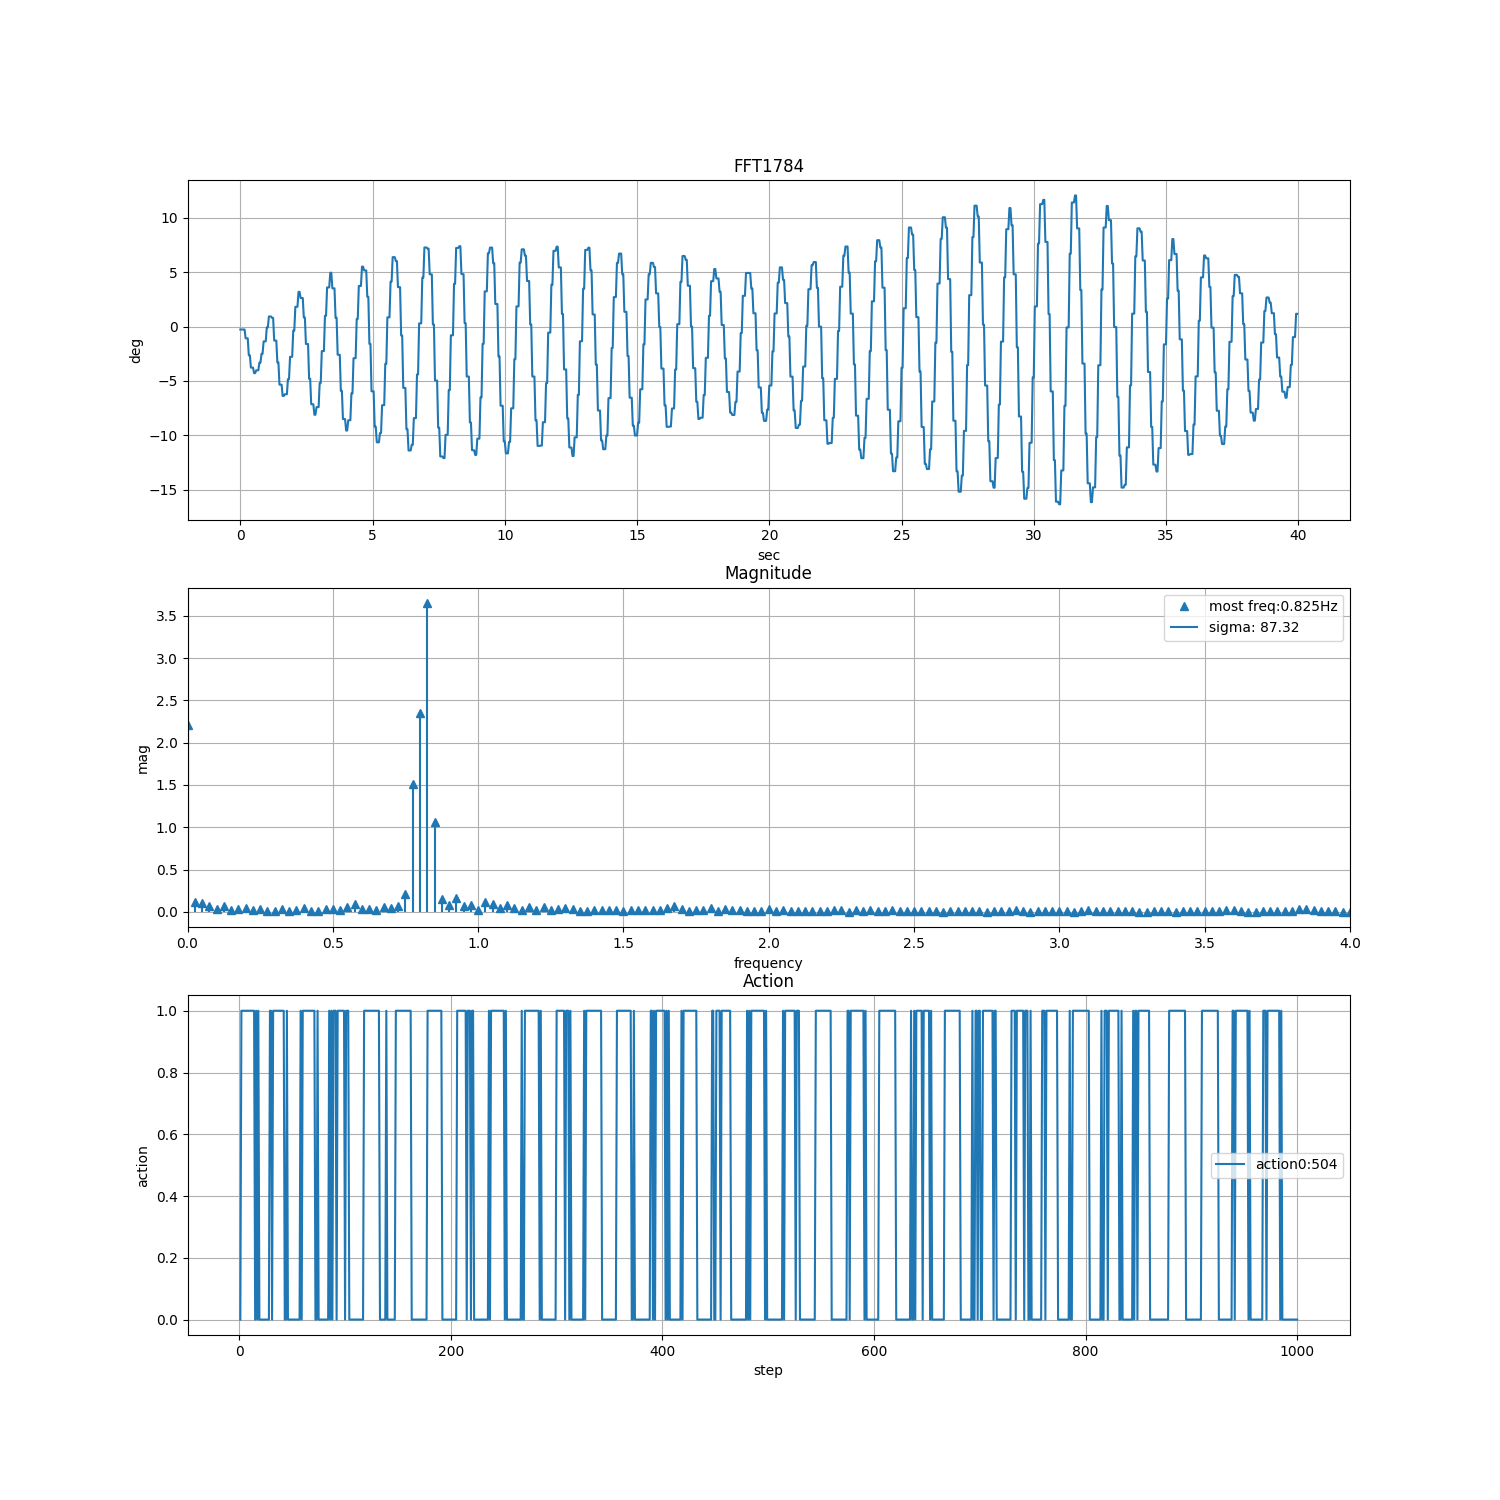 FFT1784
10
5
0
−5
−10
−15
deg
0 5 10 15 20 25 30 35 40
sec
Magnitude
most freq:0.825Hz
sigma: 87.32
3.5
3.0
2.5
2.0
1.5
1.0
0.5
0.0
mag
0.0 0.5 1.0 1.5 2.0 2.5 3.0 3.5 4.0
frequency
Action
1.0
0.8
0.6
0.4
0.2
0.0
action
action0:504
0 200 400 600 800 1000
step